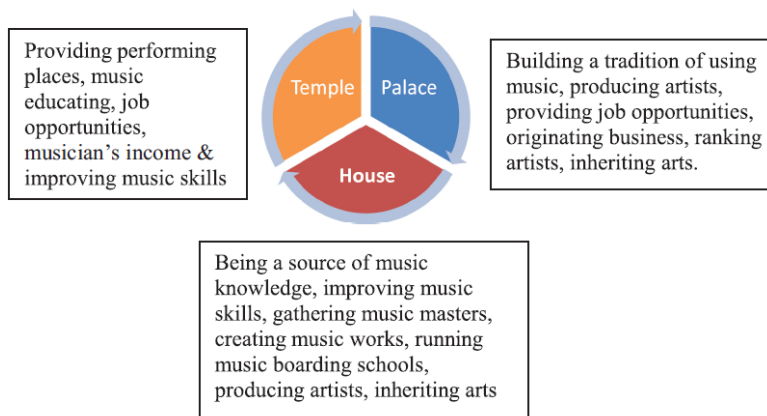 Providing performing
places, music
educating, job
opportunities,
musician's income &
improving music skills
Temple
Palace
House
Building a tradition of using
music, producing artists,
providing job opportunities,
originating business, ranking
artists, inheriting arts.
Being a source of music
knowledge, improving music
skills, gathering music masters,
creating music works, running
music boarding schools,
producing artists, inheriting arts